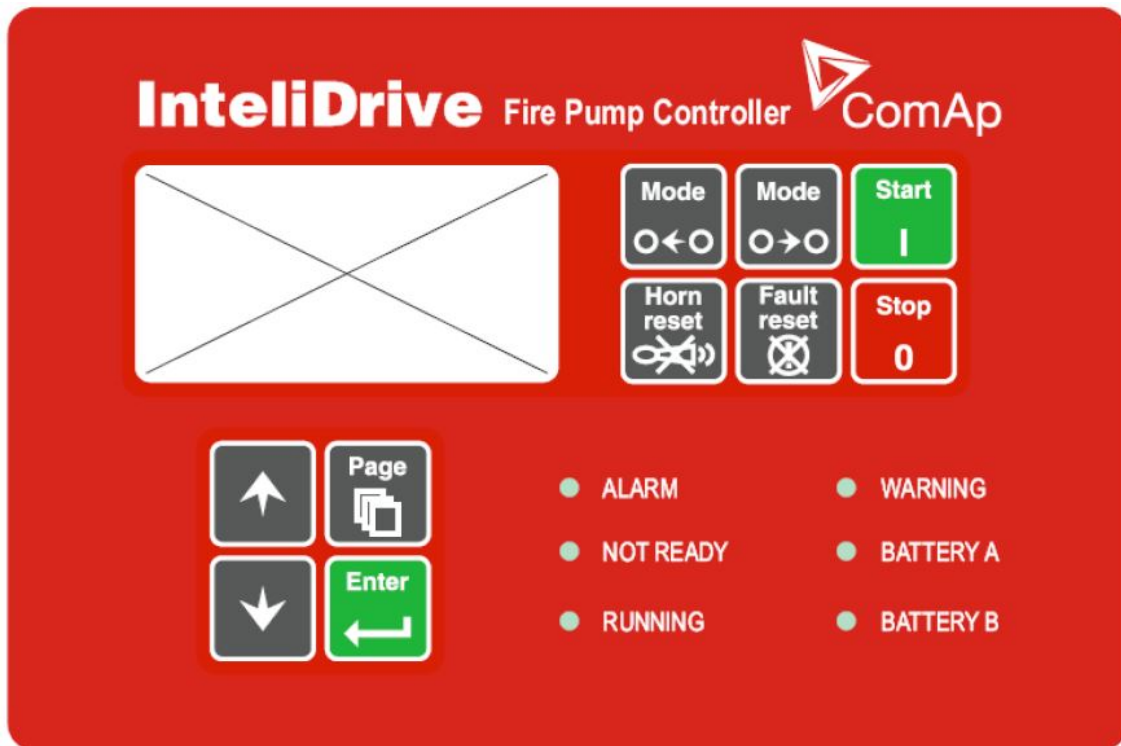 InteliDrive Fire Pump Controller ComAp
Mode Mode Start
I
Horn reset Fault reset Stop
0
Page
Enter
ALARM WARNING
NOT READY BATTERY A
RUNNING BATTERY B